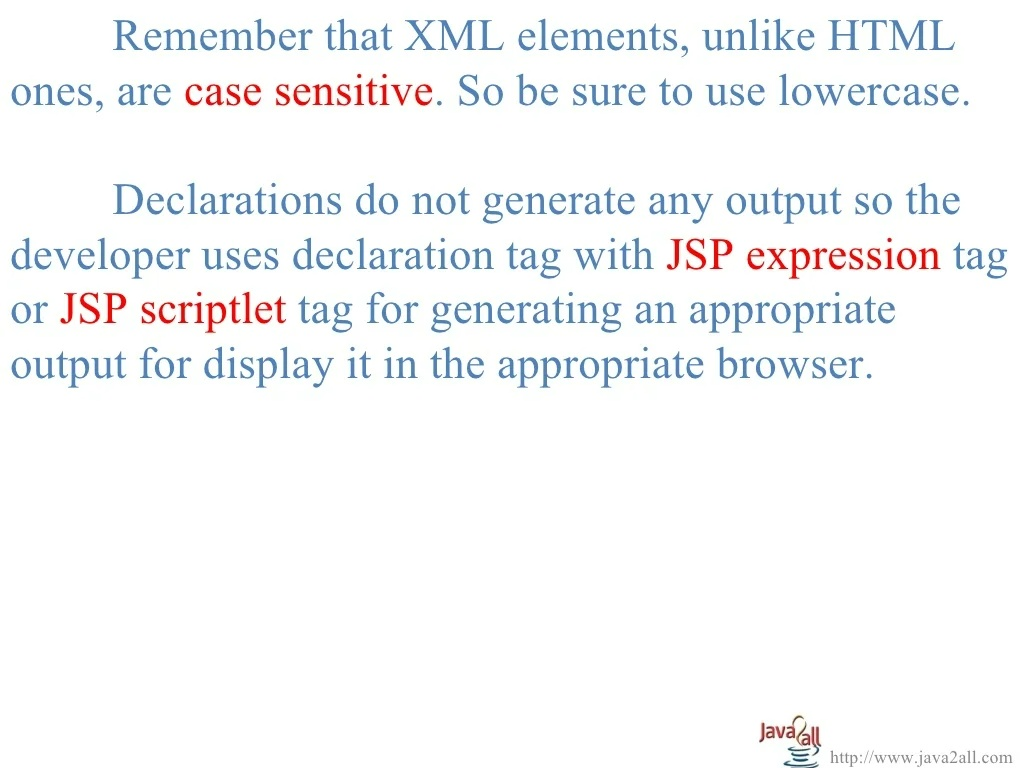 Remember that XML elements, unlike HTML
ones, are case sensitive. So be sure to use lowercase.
Declarations do not generate any output so the
developer uses declaration tag with JSP expression tag
or JSP scriptlet tag for generating an appropriate
output for display it in the appropriate browser.
Java2all
http://www.java2all.com